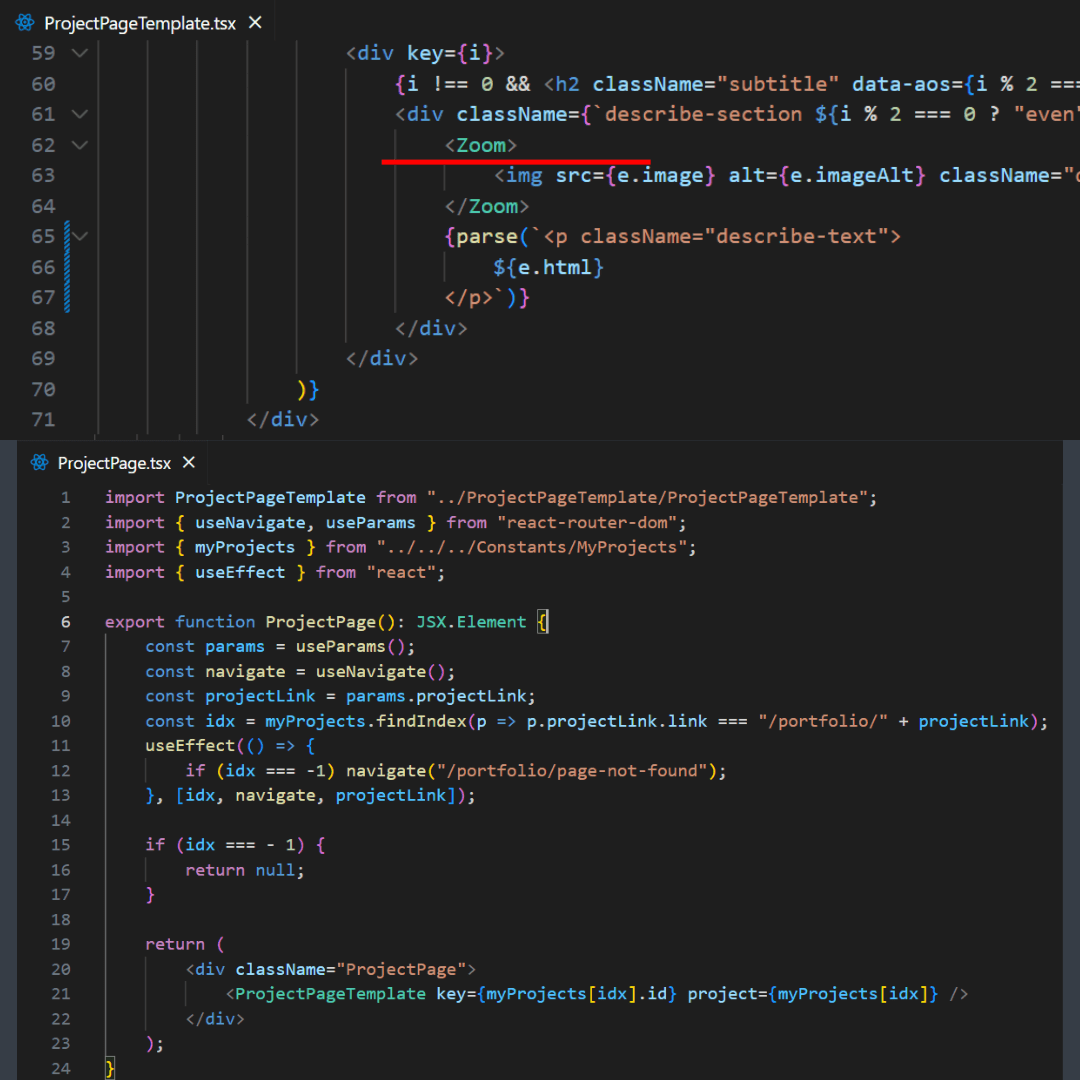 ProjectPageTemplate.tsx
59 <div key={i}>
60 {i !== 0 && <h2 className="subtitle" data-aos={i % 2 ===
61 <div className={`describe-section ${i % 2 === 0 ? "even"
62 <Zoom>
63 <img src={e.image} alt={e.imageAlt} className="
64 </Zoom>
65 {parse(`<p className="describe-text">
66 ${e.html}
67 </p>`)}
68 </div>
69 </div>
70 )}
71 </div>
ProjectPage.tsx
1 import ProjectPageTemplate from "../ProjectPageTemplate/ProjectPageTemplate";
2 import { useNavigate, useParams } from "react-router-dom";
3 import { myProjects } from "../../../Constants/MyProjects";
4 import { useEffect } from "react";
5
6 export function ProjectPage(): JSX.Element {
7 const params = useParams();
8 const navigate = useNavigate();
9 const projectLink = params.projectLink;
10 const idx = myProjects.findIndex(p => p.projectLink.link === "/portfolio/" + projectLink);
11 useEffect(() => {
12 if (idx === -1) navigate("/portfolio/page-not-found");
13 }, [idx, navigate, projectLink]);
14
15 if (idx === - 1) {
16 return null;
17 }
18
19 return (
20 <div className="ProjectPage">
21 <ProjectPageTemplate key={myProjects[idx].id} project={myProjects[idx]} />
22 </div>
23 );
24 }